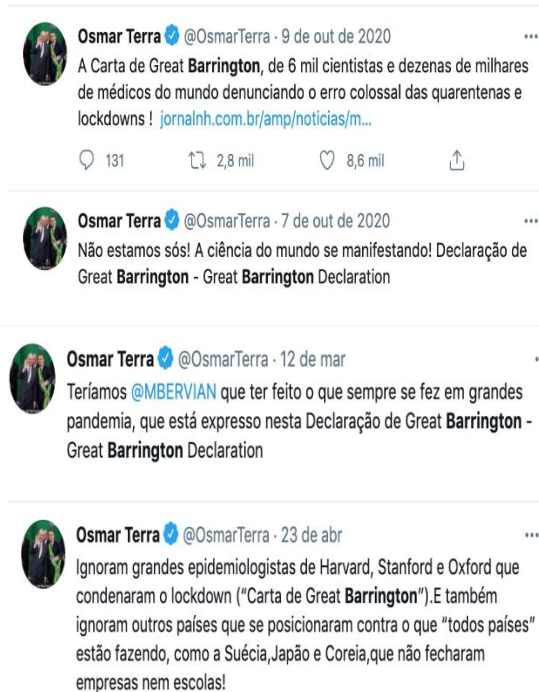 Osmar Terra @OsmarTerra · 9 de out de 2020
A Carta de Great Barrington, de 6 mil cientistas e dezenas de milhares
de médicos do mundo denunciando o erro colossal das quarentenas e
lockdowns ! jornalnh.com.br/amp/noticias/m...
131 2,8 mil 8,6 mil
Osmar Terra @OsmarTerra · 7 de out de 2020
Não estamos sós! A ciência do mundo se manifestando! Declaração de
Great Barrington - Great Barrington Declaration
Osmar Terra @OsmarTerra · 12 de mar
Teríamos @MBERVIAN que ter feito o que sempre se fez em grandes
pandemia, que está expresso nesta Declaração de Great Barrington -
Great Barrington Declaration
Osmar Terra @OsmarTerra · 23 de abr
Ignoram grandes epidemiologistas de Harvard, Stanford e Oxford que
condenaram o lockdown (“Carta de Great Barrington”).E também
ignoram outros países que se posicionaram contra o que “todos países”
estão fazendo, como a Suécia,Japão e Coreia,que não fecharam
empresas nem escolas!